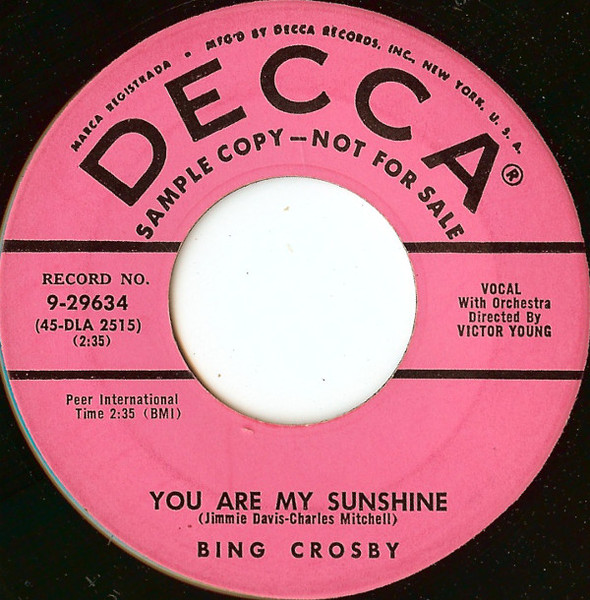 MARCA REGISTRADA • MFG'D BY DECCA RECORDS, INC., NEW YORK, U. S. A.
DECCA®
SAMPLE COPY—NOT FOR SALE
RECORD NO.
9-29634
(45-DLA 2515)
(2:35)
VOCAL
With Orchestra
Directed By
VICTOR YOUNG
Peer International
Time 2:35 (BMI)
YOU ARE MY SUNSHINE
(Jimmie Davis-Charles Mitchell)
BING CROSBY